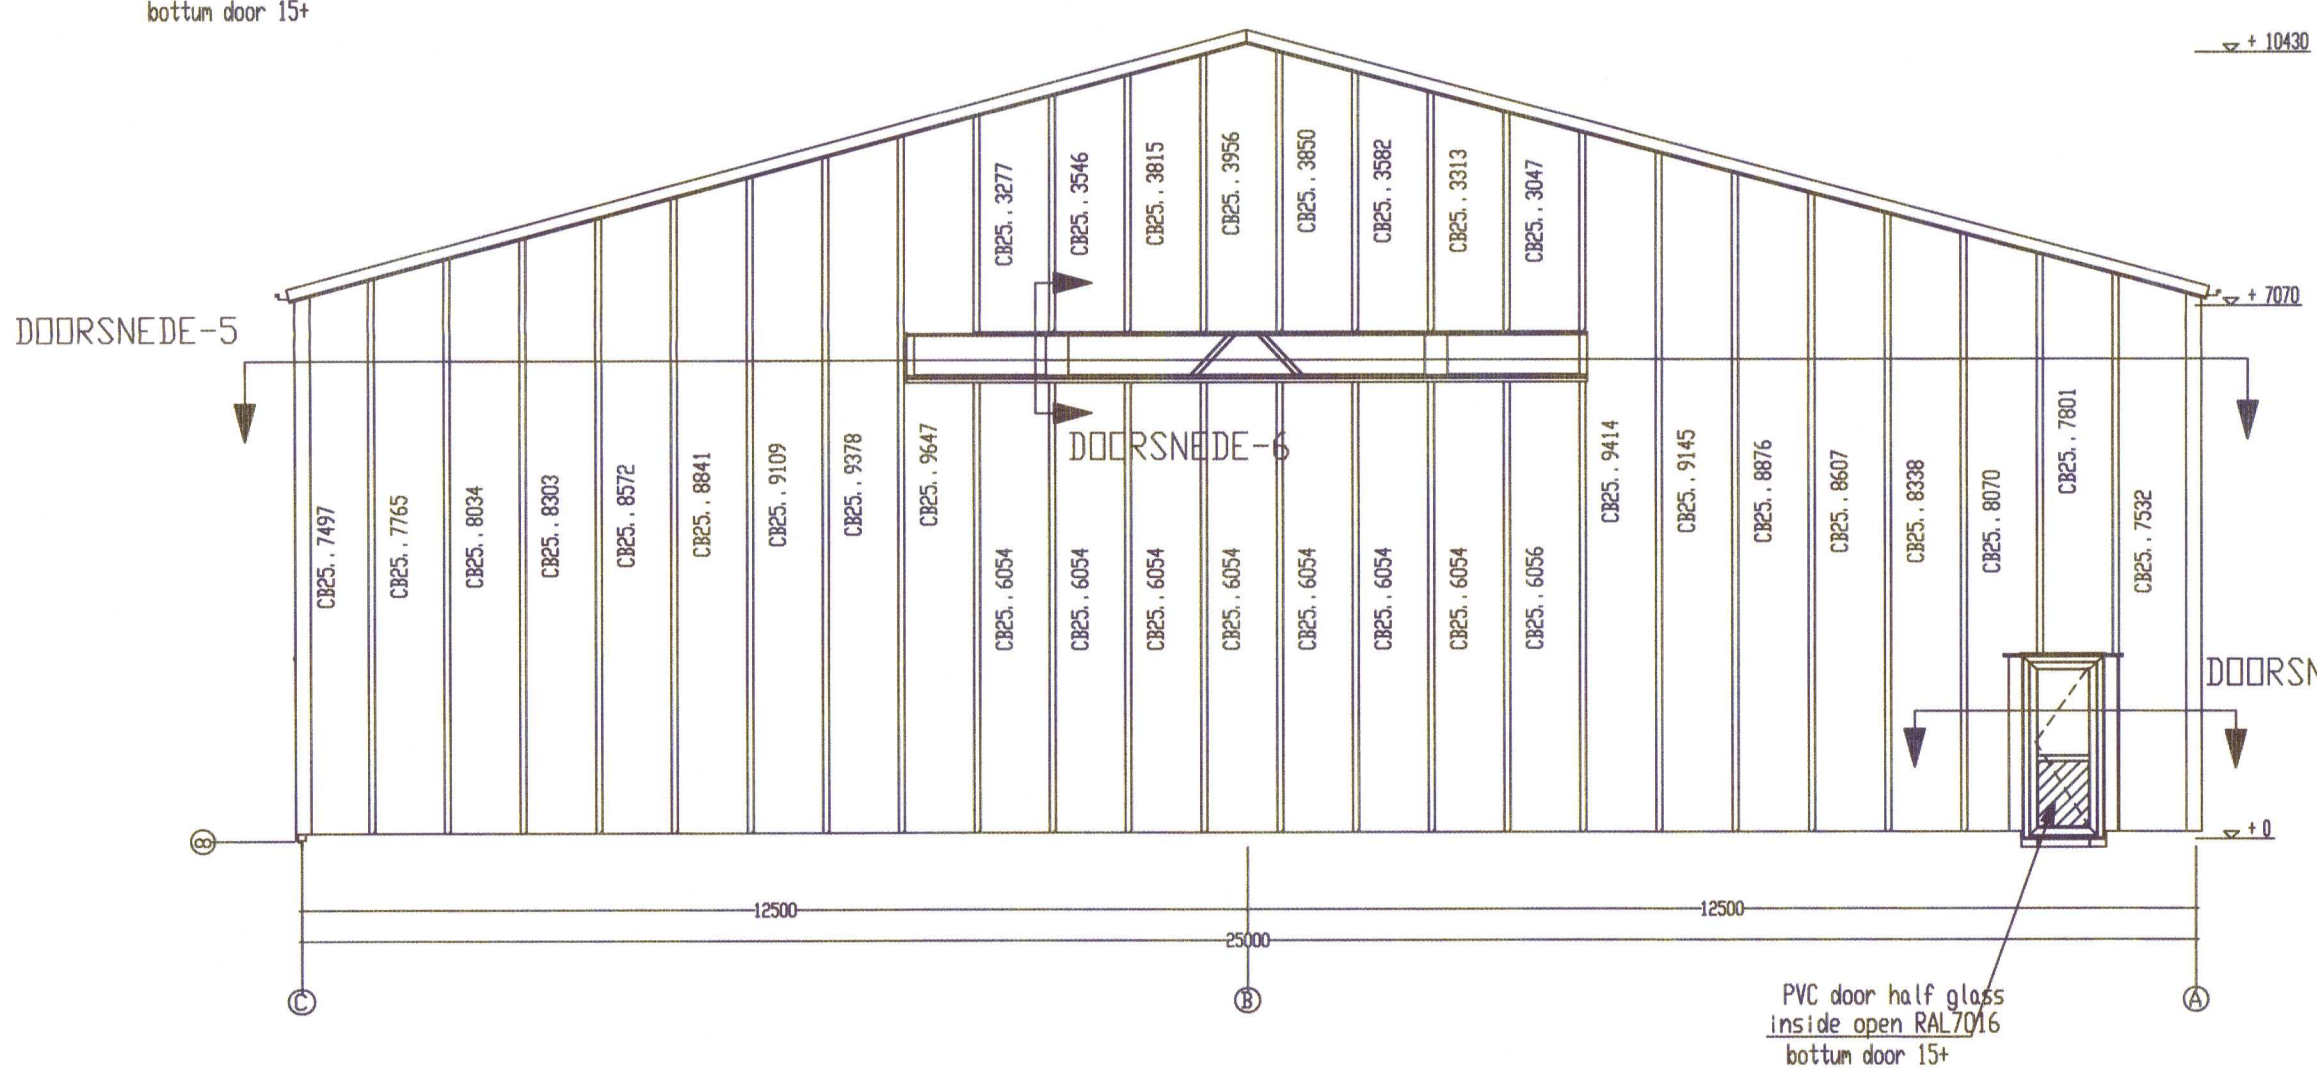 bottum door 15+
+ 10430
+ 7070
DOORSNEDE-5
DOORSNEDE-6
CB25..3277
CB25..3546
CB25..3815
CB25..3956
CB25..3850
CB25..3582
CB25..3313
CB25..3047
CB25..7497
CB25..7765
CB25..8034
CB25..8303
CB25..8572
CB25..8841
CB25..9109
CB25..9378
CB25..9647
CB25..6054
CB25..6054
CB25..6054
CB25..6054
CB25..6054
CB25..6054
CB25..6054
CB25..6056
CB25..9414
CB25..9145
CB25..8876
CB25..8607
CB25..8338
CB25..8070
CB25..7801
CB25..7532
DOORSN
8
+ 0
12500
12500
25000
C
B
A
PVC door half glass
inside open RAL7016
bottum door 15+